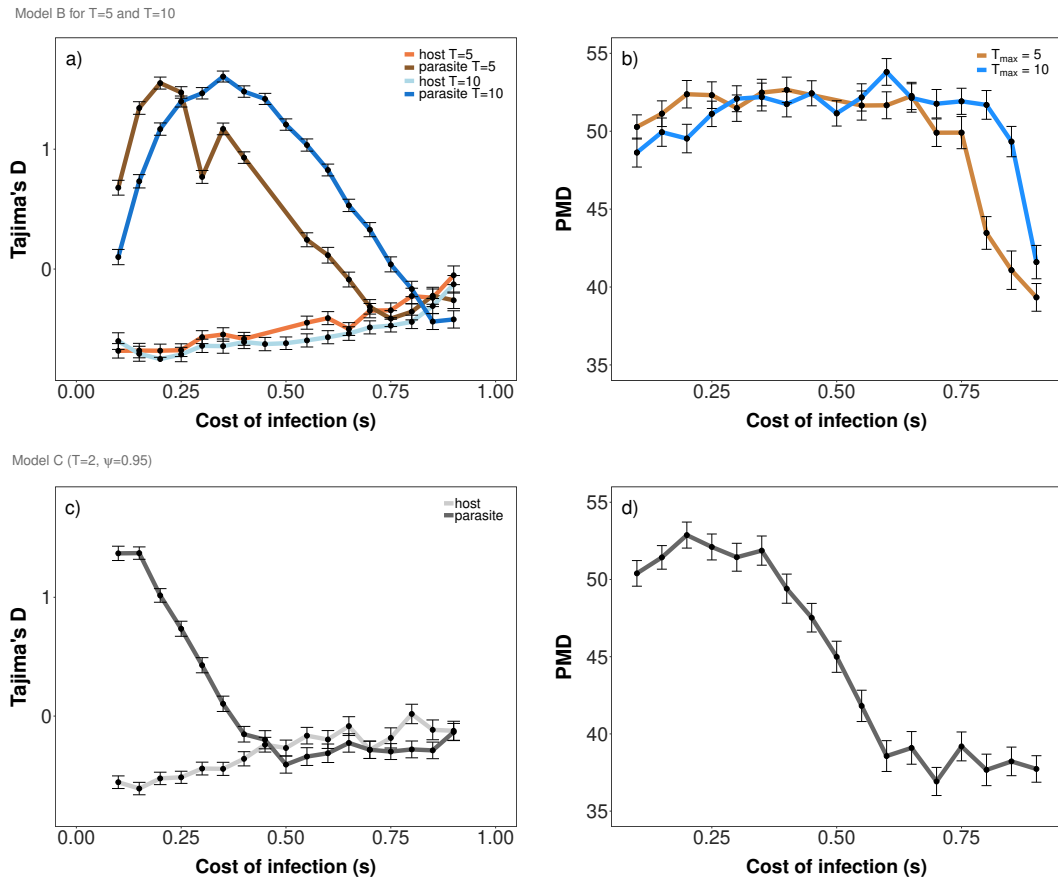 Model B for T=5 and T=10
a)
host T=5
parasite T=5
host T=10
parasite T=10
Tajima's D
1
0
0.00 0.25 0.50 0.75 1.00
Cost of infection (s)
b)
Tmax = 5
Tmax = 10
PMD
55
50
45
40
35
0.25 0.50 0.75
Cost of infection (s)
Model C (T=2, ψ=0.95)
c)
host
parasite
Tajima's D
1
0
0.00 0.25 0.50 0.75 1.00
Cost of infection (s)
d)
PMD
55
50
45
40
35
0.25 0.50 0.75
Cost of infection (s)